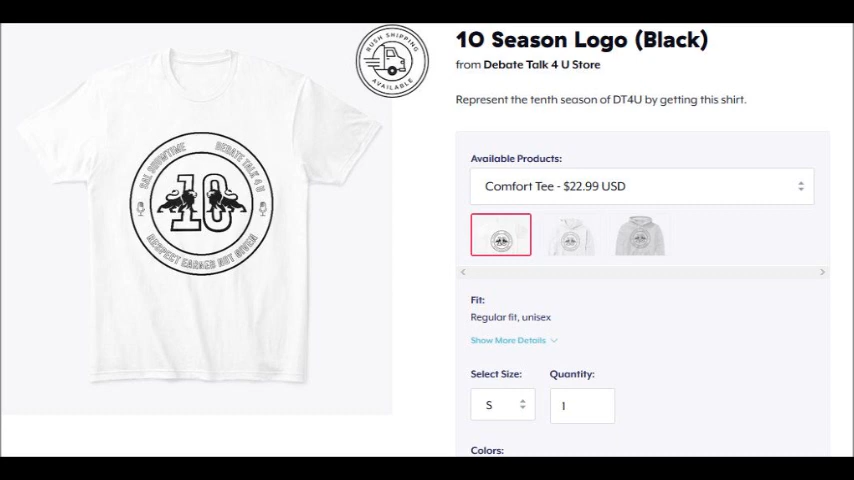 RUSH SHIPPING
AVAILABLE
DEBATE TALK 4 U
10
RESPECT EARNED NOT GIVEN
10 Season Logo (Black)
from Debate Talk 4 U Store
Represent the tenth season of DT4U by getting this shirt.
Available Products:
Comfort Tee - $22.99 USD
Fit:
Regular fit, unisex
Show More Details
Select Size:
Quantity:
S
1
Colors: